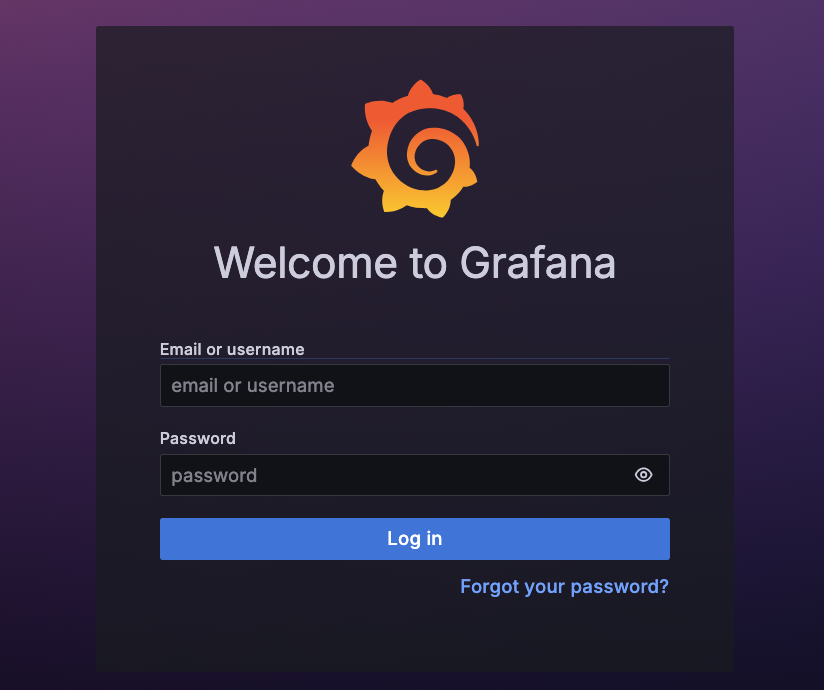 Welcome to Grafana
Email or username
email or username
Password
password
Log in
Forgot your password?